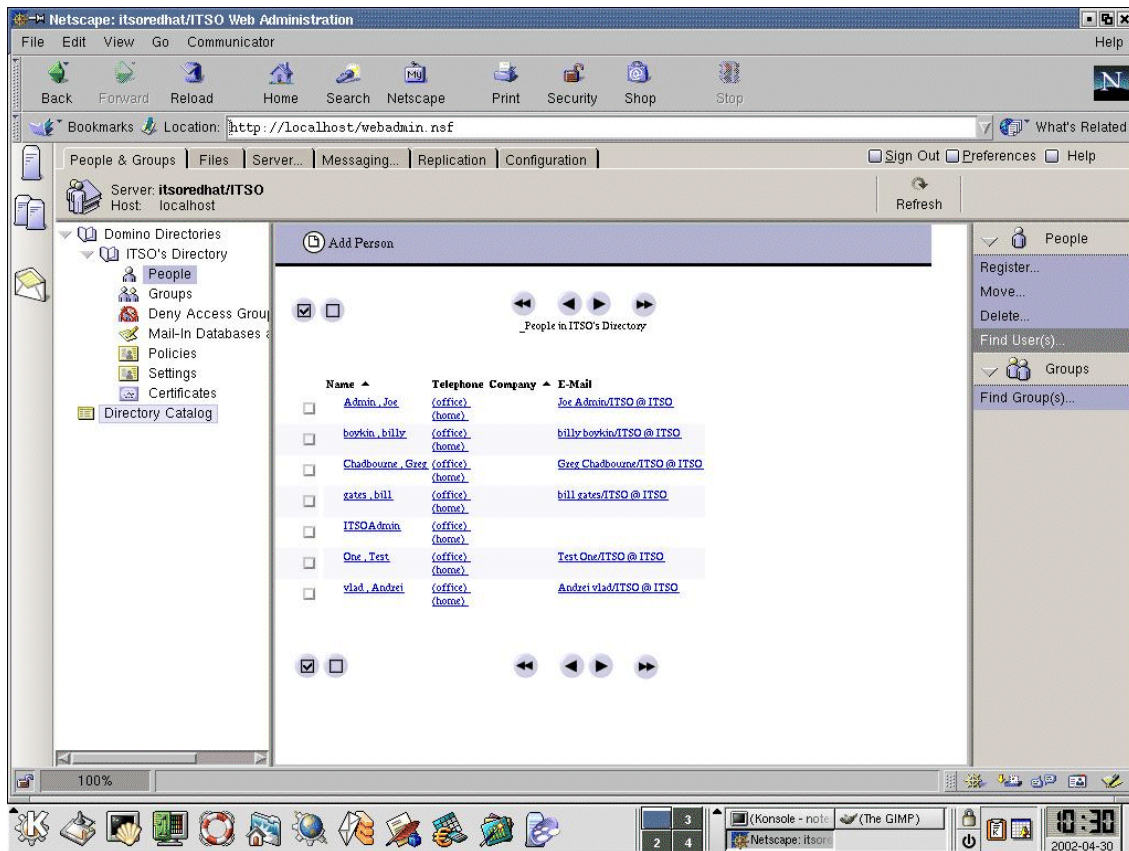 Netscape: itsoredhat/ITSO Web Administration
File Edit View Go Communicator Help
Back Forward Reload Home Search Netscape Print Security Shop Stop
My
N
Bookmarks Location: http://localhost/webadmin.nsf What's Related
People & Groups Files Server... Messaging... Replication Configuration Sign Out Preferences Help
Server: itsoredhat/ITSO
Host: localhost
Refresh
Domino Directories
ITSO's Directory
People
Groups
Deny Access Grou
Mail-In Databases a
Policies
Settings
Certificates
Directory Catalog
Add Person
_People in ITSO's Directory
Name Telephone Company E-Mail
Admin , Joe (office) Joe Admin/ITSO @ ITSO
(home)
boykin , billy (office) billy boykin/ITSO @ ITSO
(home)
Chadbourne , Greg (office) Greg Chadbourne/ITSO @ ITSO
(home)
gates , bill (office) bill gates/ITSO @ ITSO
(home)
ITSOAdmin (office)
(home)
One , Test (office) Test One/ITSO @ ITSO
(home)
vlad , Andrei (office) Andrei vlad/ITSO @ ITSO
(home)
People
Register...
Move...
Delete...
Find User(s)...
Groups
Find Group(s)...
100%
3
2 4
(Konsole - note (The GIMP)
Netscape: itsore
10:30
2002-04-30